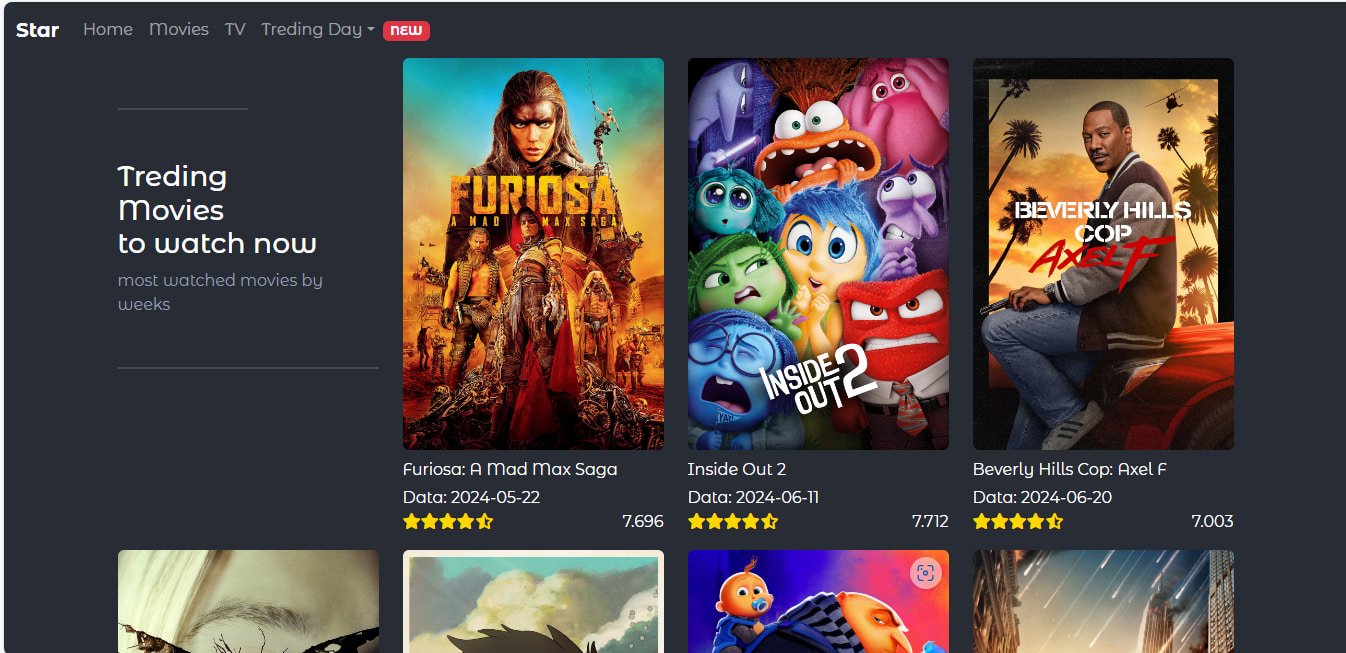 Star Home Movies TV Treding Day NEW
Treding
Movies
to watch now
most watched movies by
weeks
FURIOSA
A MAD MAX SAGA
INSIDE
OUT 2
BEVERLY HILLS
COP
AXEL F
Furiosa: A Mad Max Saga
Data: 2024-05-22
7.696
Inside Out 2
Data: 2024-06-11
7.712
Beverly Hills Cop: Axel F
Data: 2024-06-20
7.003